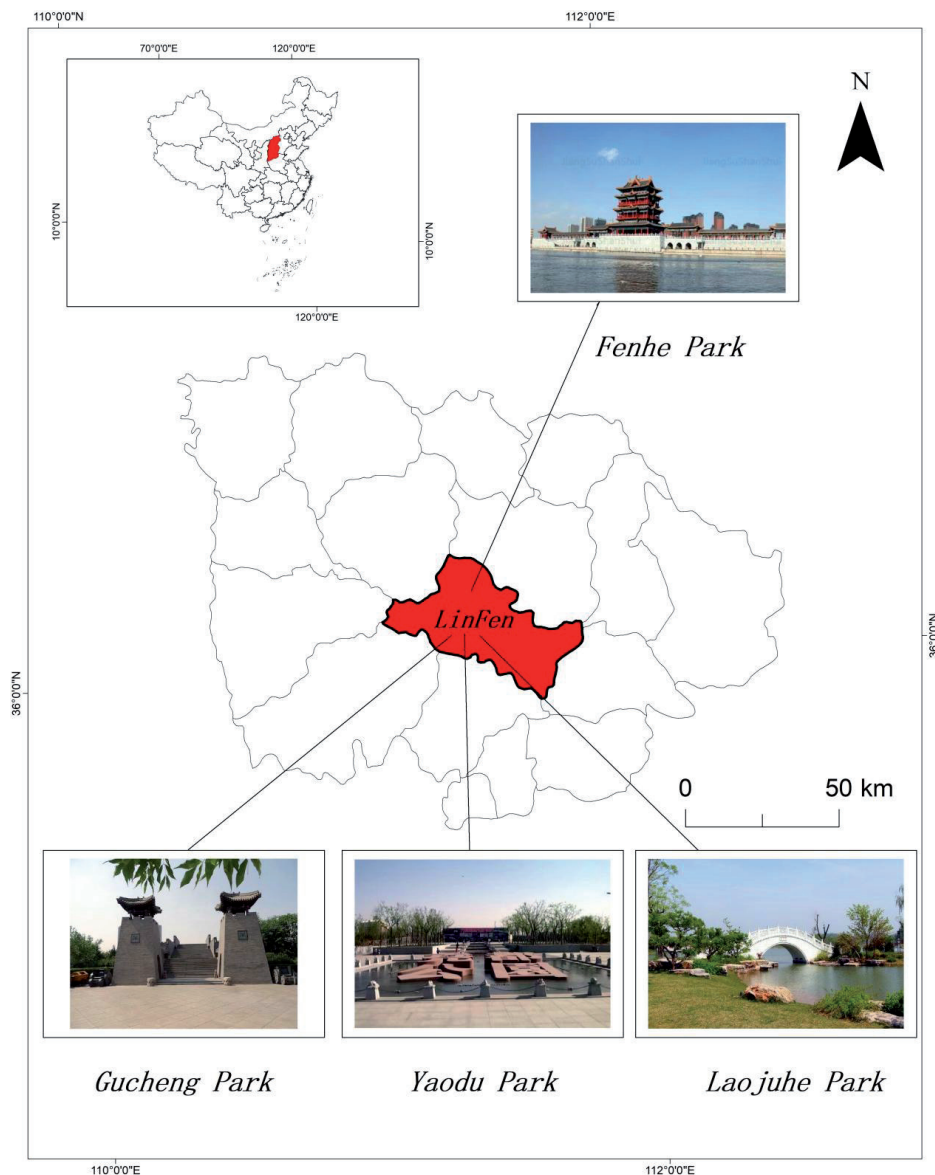 110°0'0"N
112°0'0"E
70°0'0"E
120°0'0"E
N
10°0'0"N
10°0'0"N
120°0'0"E
Fenhe Park
LinFen
36°0'0"N
36°0'0"N
0
50 km
Gucheng Park
Yaodu Park
Laojuhe Park
110°0'0"E
112°0'0"E